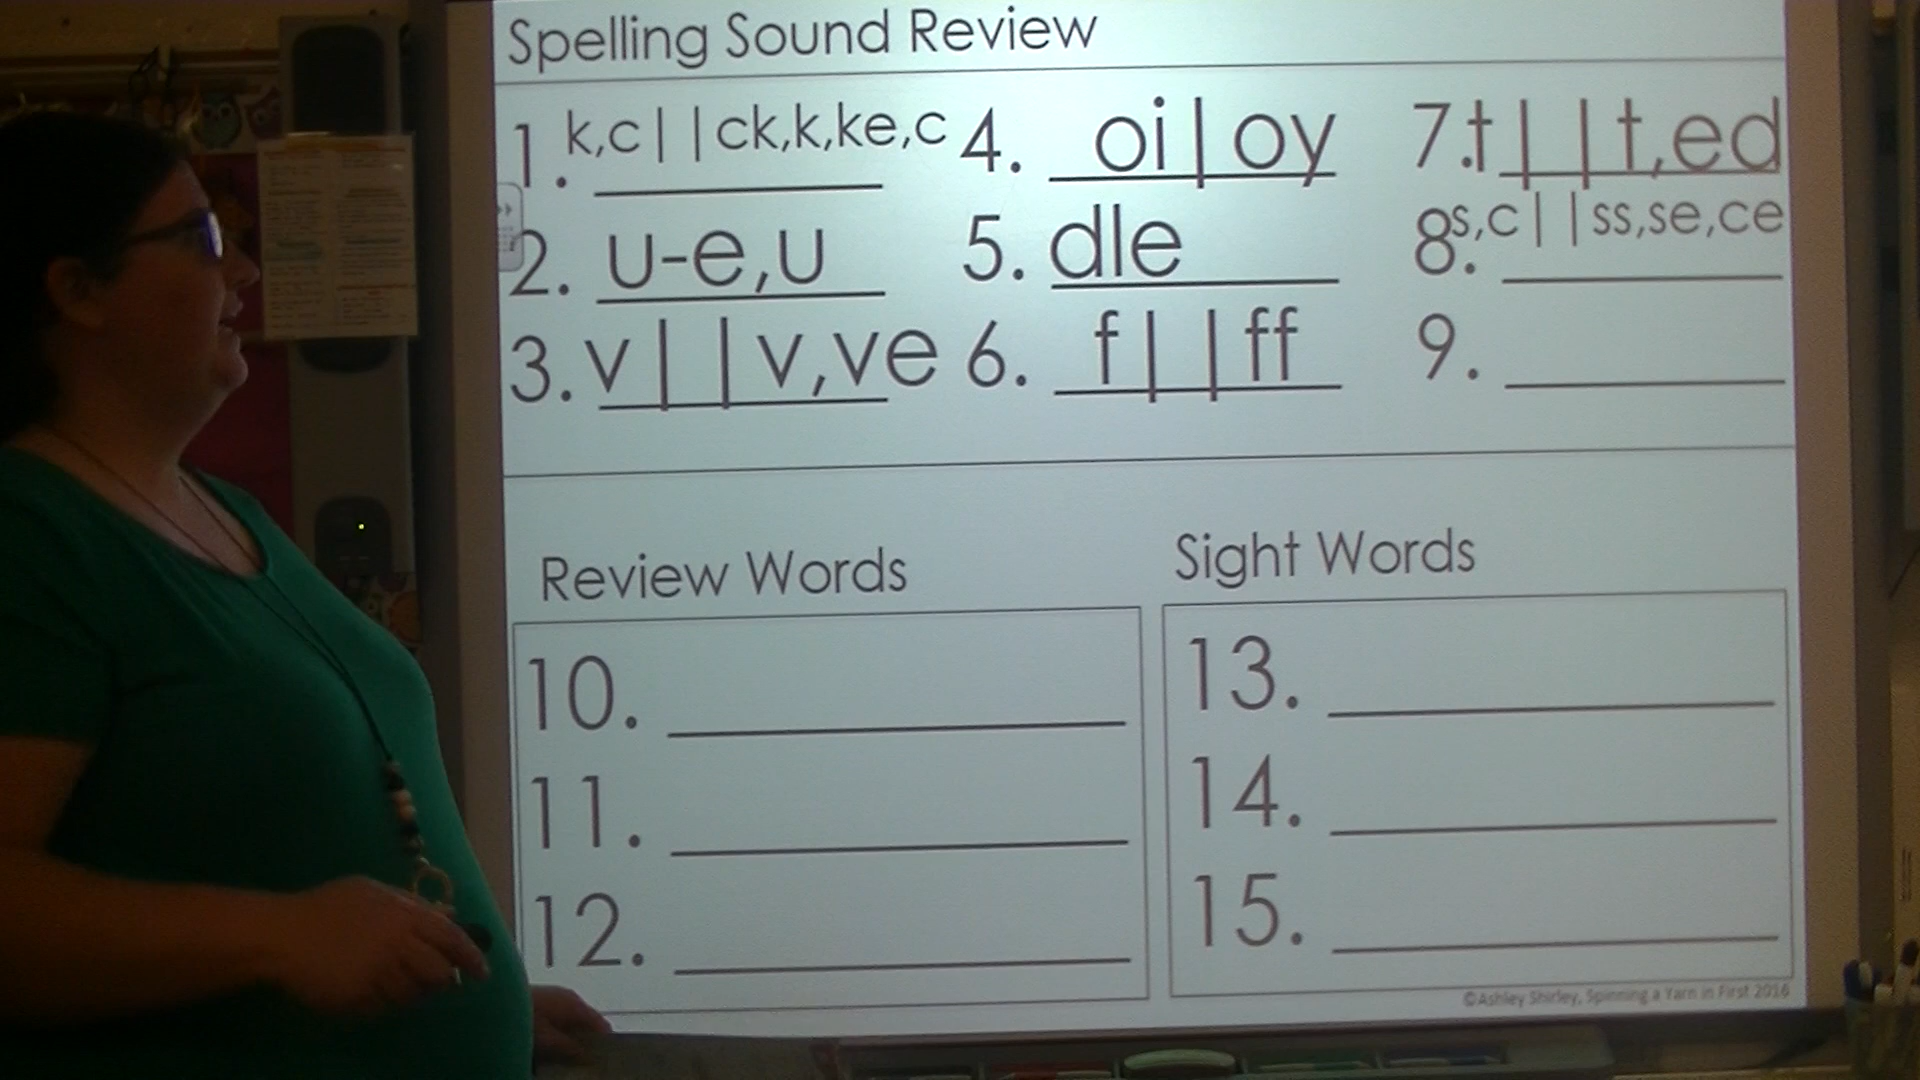 Spelling Sound Review
1. k,c| |ck,k,ke,c
2. u-e,u
3. v| |v,ve
4. oi|oy
5. dle
6. f| |ff
7. t| |t,ed
8. s,c| |ss,se,ce
9.
Review Words
10.
11.
12.
Sight Words
13.
14.
15.
©Ashley Shirley, Spinning a Yarn in First 2016